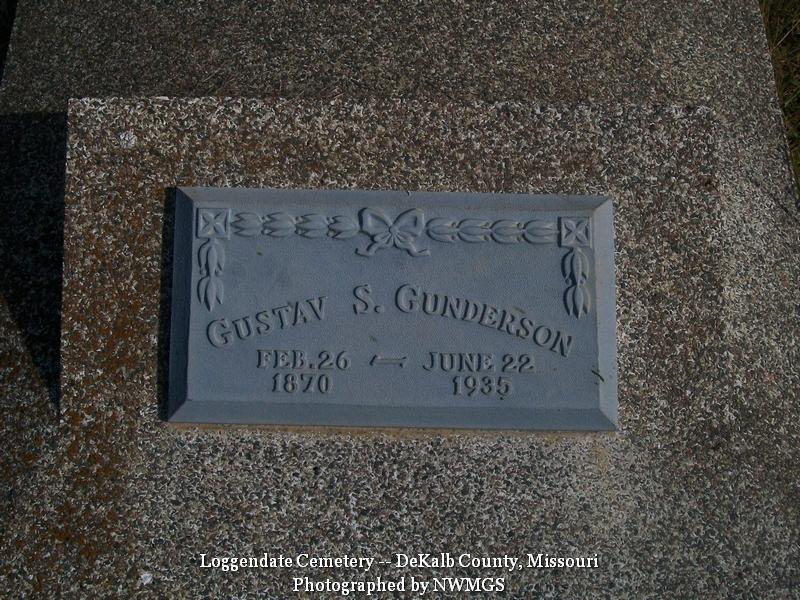 GUSTAV S. GUNDERSON
FEB. 26 — JUNE 22
1870 1935
Loggendate Cemetery -- DeKalb County, Missouri
Photographed by NWMGS